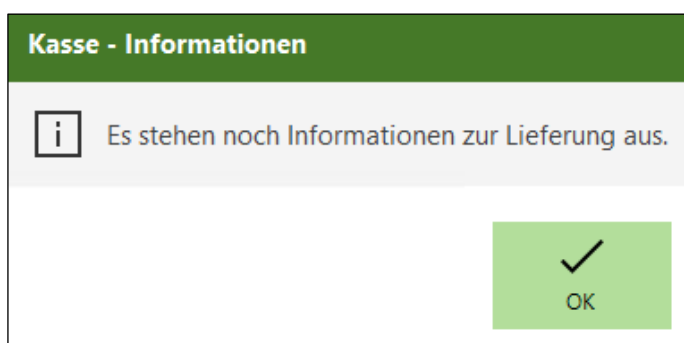 Kasse - Informationen
Es stehen noch Informationen zur Lieferung aus.
OK